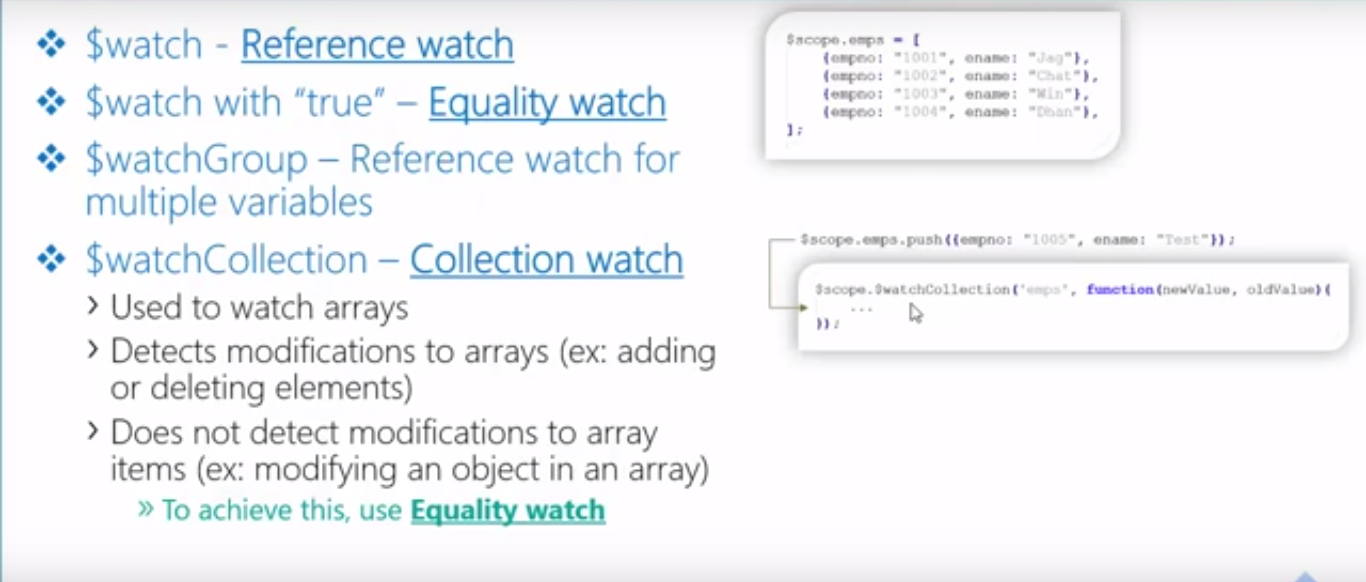 $watch - Reference watch
$watch with “true” – Equality watch
$watchGroup – Reference watch for
multiple variables
$watchCollection – Collection watch
› Used to watch arrays
› Detects modifications to arrays (ex: adding
or deleting elements)
› Does not detect modifications to array
items (ex: modifying an object in an array)
» To achieve this, use Equality watch
$scope.emps = [
{empno: "1001", ename: "Jag"},
{empno: "1002", ename: "Chat"},
{empno: "1003", ename: "Win"},
{empno: "1004", ename: "Dhan"},
];
$scope.emps.push({empno: "1005", ename: "Test"});
$scope.$watchCollection('emps', function(newValue, oldValue){
...
});